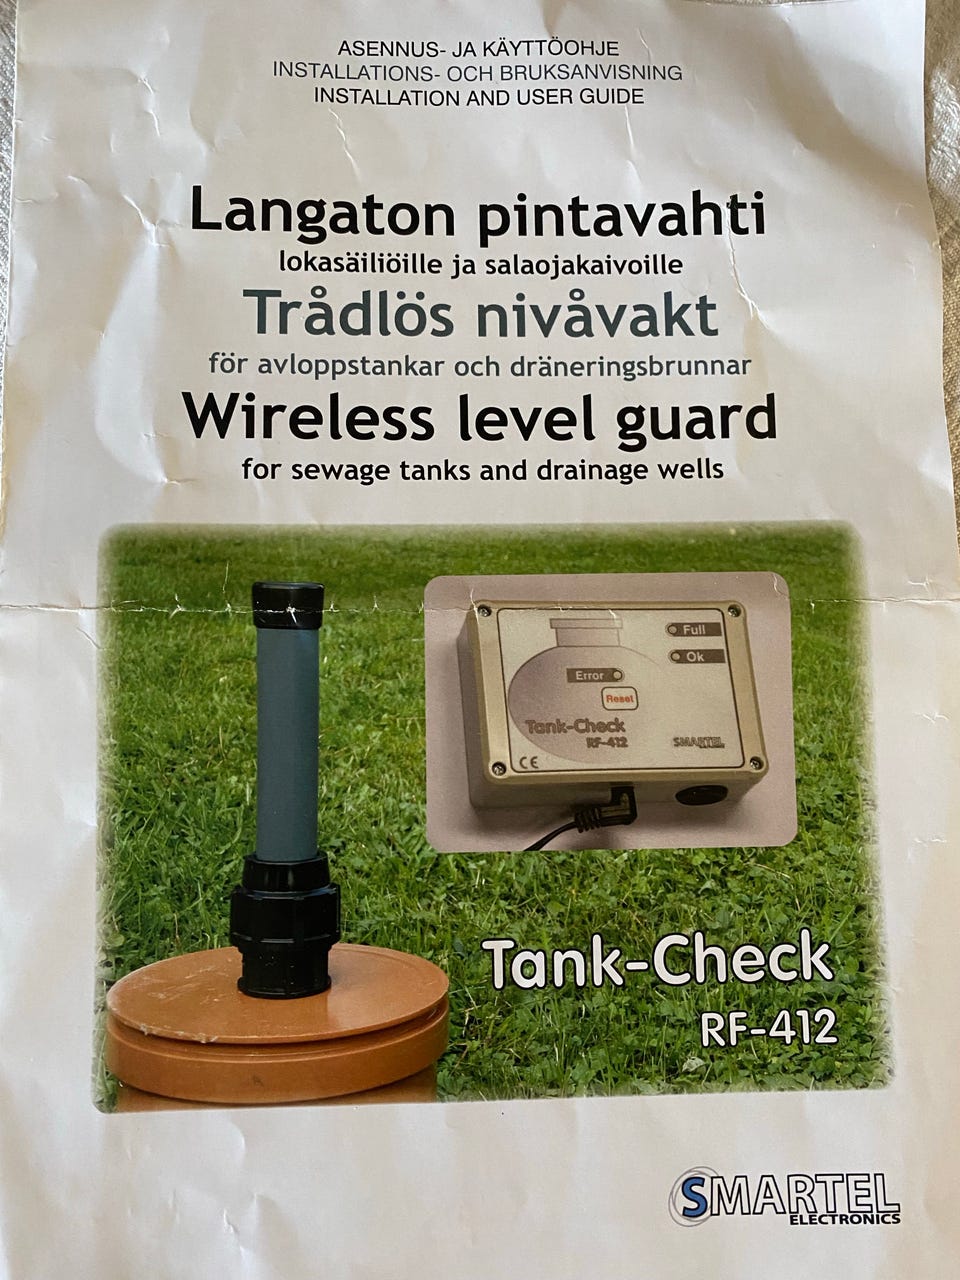 ASENNUS- JA KÄYTTÖOHJE
INSTALLATIONS- OCH BRUKSANVISNING
INSTALLATION AND USER GUIDE
Langaton pintavahti
lokasäiliöille ja salaojakaivoille
Trådlös nivåvakt
för avloppstankar och dräneringsbrunnar
Wireless level guard
for sewage tanks and drainage wells
Full
Ok
Error
Reset
Tank-Check
RF-412
SMARTEL
CE
Tank-Check
RF-412
SMARTEL
ELECTRONICS